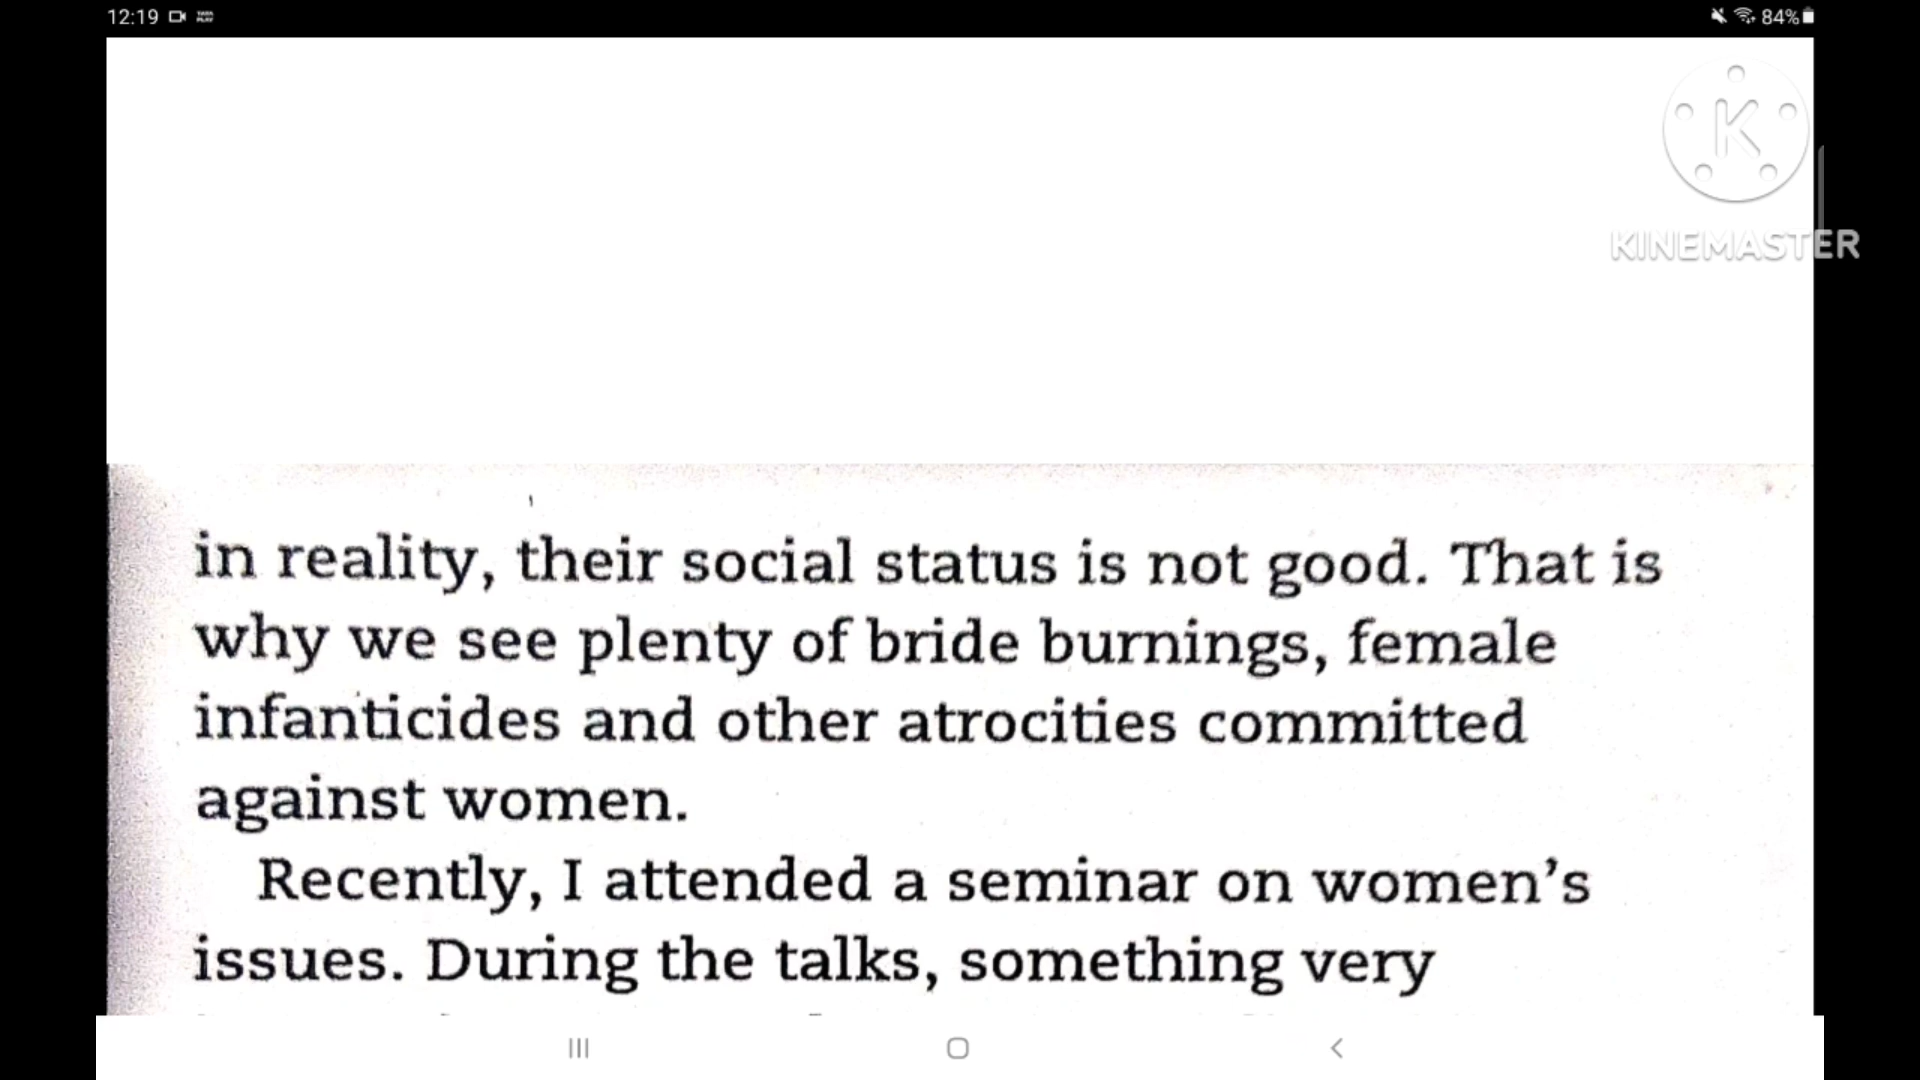 12:19
84%
K
KINEMASTER
in reality, their social status is not good. That is
why we see plenty of bride burnings, female
infanticides and other atrocities committed
against women.
Recently, I attended a seminar on women’s
issues. During the talks, something very